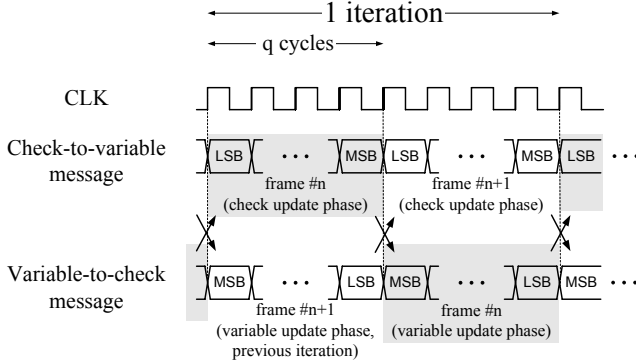 1 iteration
q cycles
CLK
Check-to-variable
message
LSB ••• MSB LSB ••• MSB LSB •••
frame #n
(check update phase)
frame #n+1
(check update phase)
Variable-to-check
message
MSB ••• LSB MSB ••• LSB MSB •••
frame #n+1
(variable update phase,
previous iteration)
frame #n
(variable update phase)